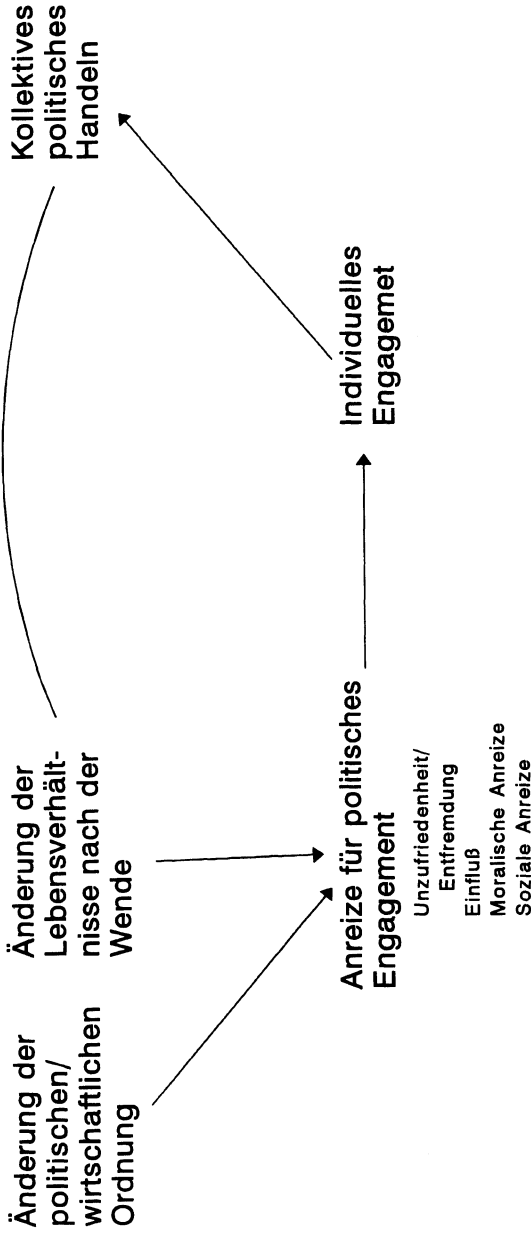 Änderung der
politischen/
wirtschaftlichen
Ordnung
Änderung der
Lebensverhält-
nisse nach der
Wende
Kollektives
politisches
Handeln
Anreize für politisches
Engagement
Unzufriedenheit/
Entfremdung
Einfluß
Moralische Anreize
Soziale Anreize
Individuelles
Engagemet